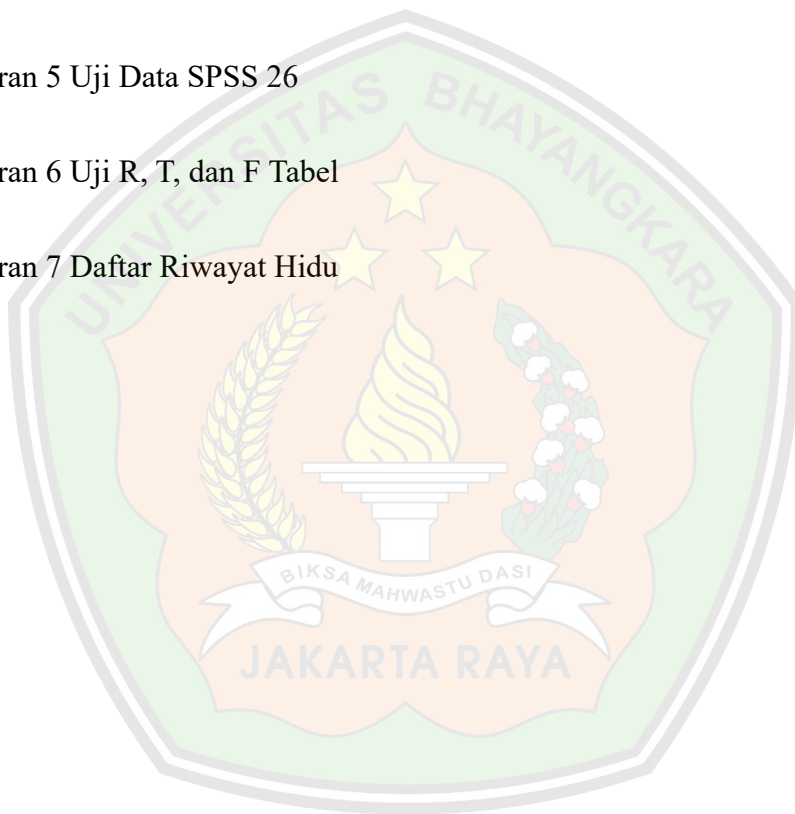 ran 5 Uji Data SPSS 26
ran 6 Uji R, T, dan F Tabel
ran 7 Daftar Riwayat Hidu
UNIVERSITAS BHAYANGKARA
BIKSA MAHWASTU DASI
JAKARTA RAYA